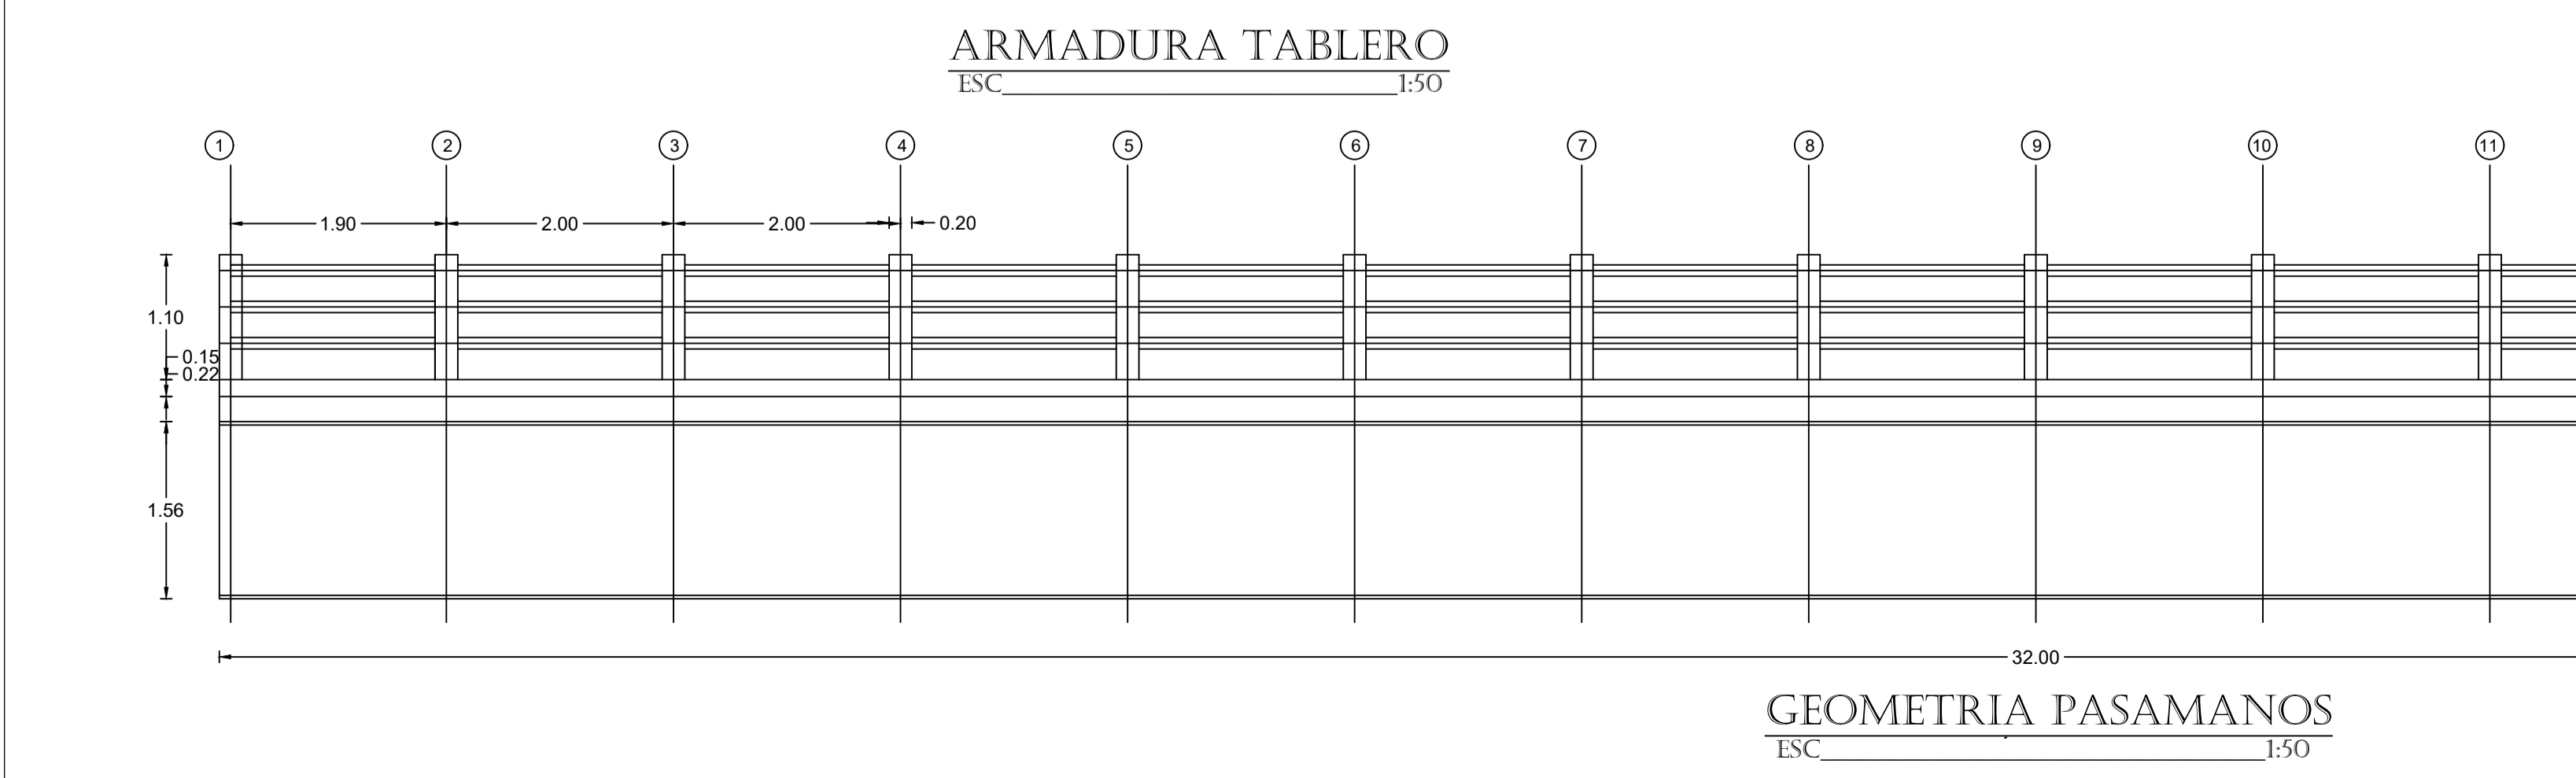 ARMADURA TABLERO
ESC 1:50
1 2 3 4 5 6 7 8 9 10 11
1.90 2.00 2.00 0.20
1.10
0.15
0.22
1.56
32.00
GEOMETRIA PASAMANOS
ESC 1:50